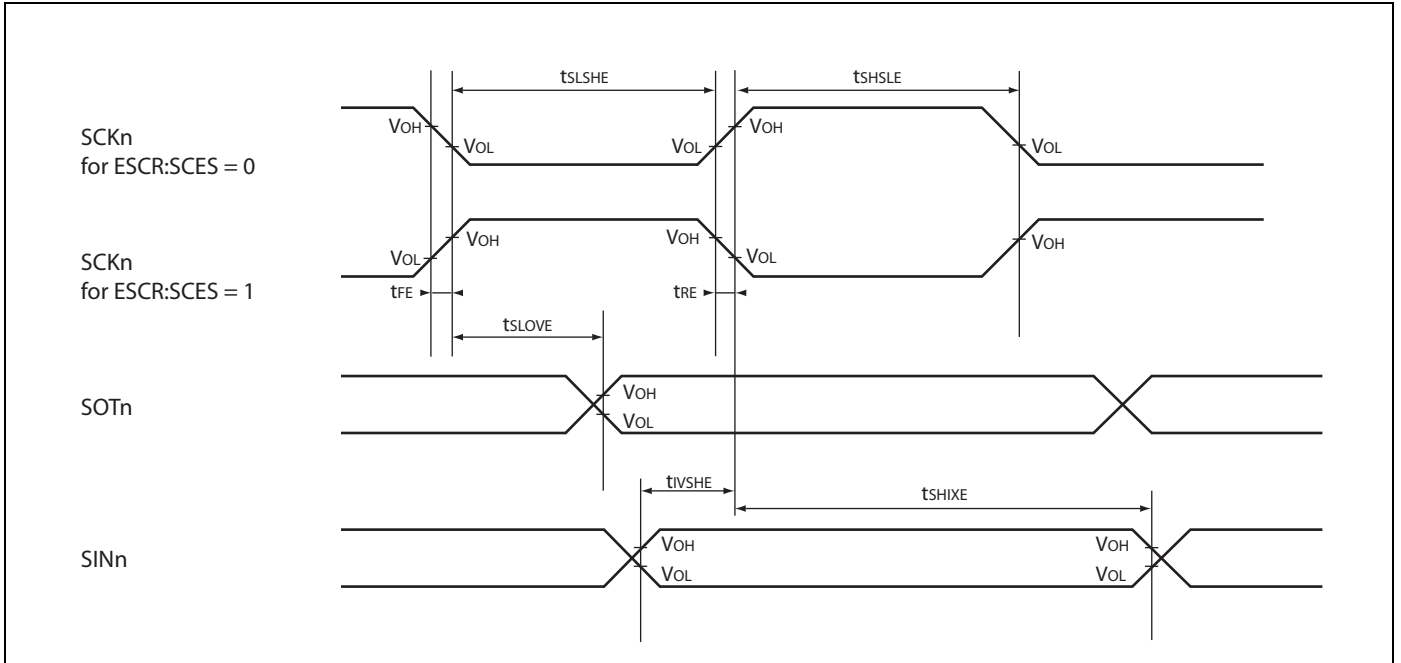 tSLSHE tSHSLE
SCKn
for ESCR:SCES = 0
VOH VOL VOL VOH VOL
SCKn
for ESCR:SCES = 1
VOL VOH VOH VOL VOH
tFE tRE
tSLOVE
SOTn
VOH
VOL
tIVSHE tSHIXE
SINn
VOH VOH
VOL VOL